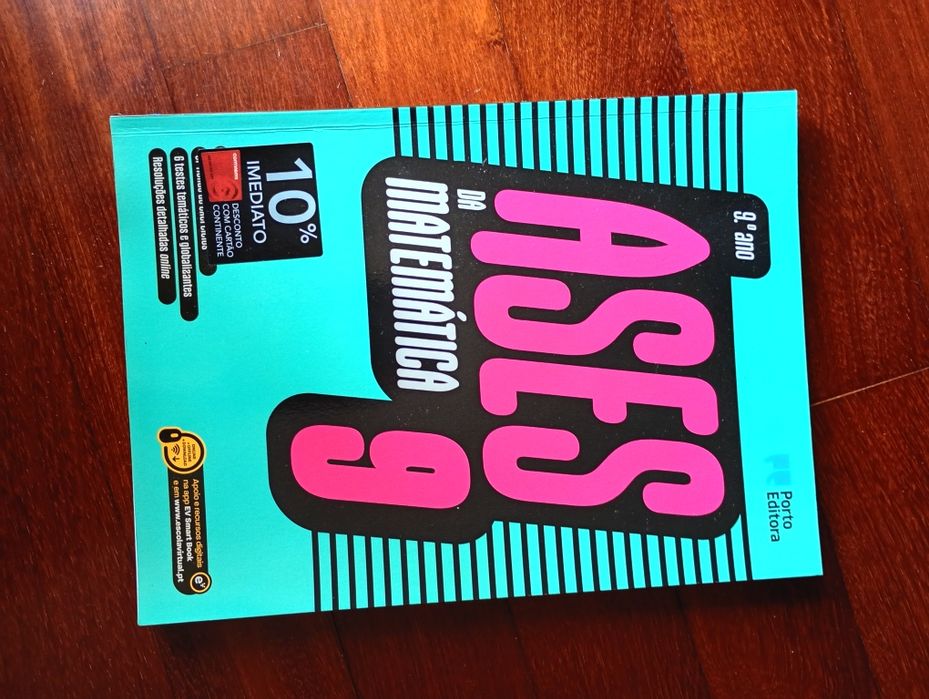 9.º ano
Porto
Editora
ASES
DA
MATEMÁTICA
9
10%
IMEDIATO
DESCONTO
COM CARTÃO
CONTINENTE
6 testes temáticos e globalizantes
Resoluções detalhadas online
Apoio e recursos digitais
na app EV Smart Book
e em www.escolavirtual.pt
ev